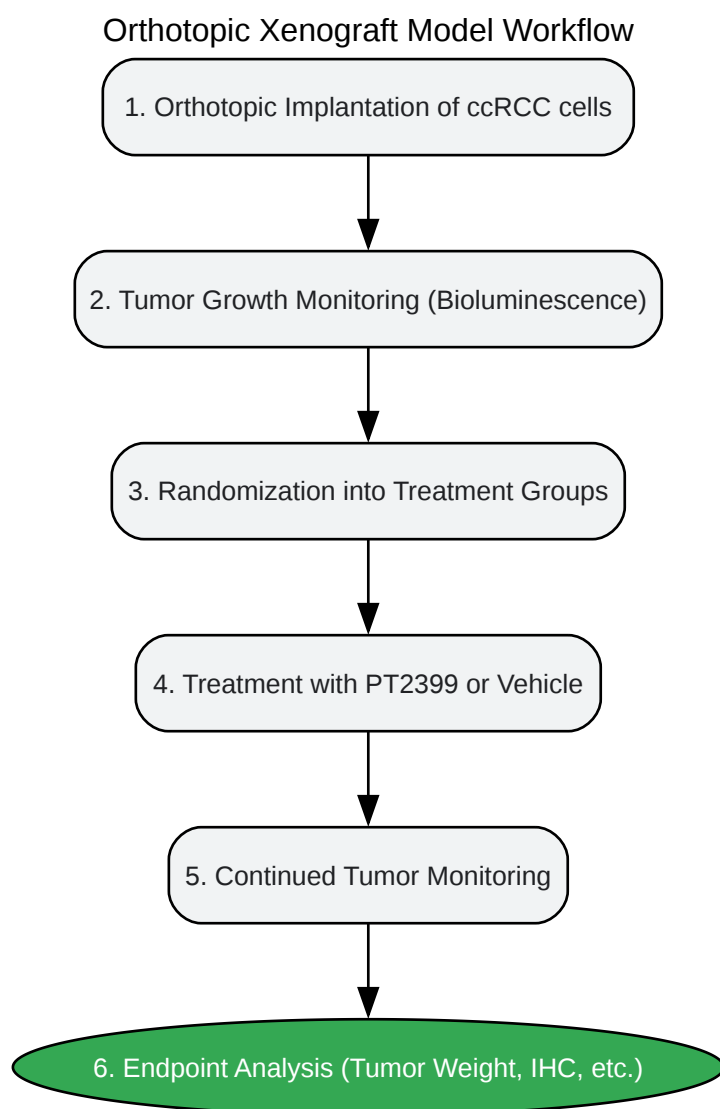 Orthotopic Xenograft Model Workflow
1. Orthotopic Implantation of ccRCC cells
2. Tumor Growth Monitoring (Bioluminescence)
3. Randomization into Treatment Groups
4. Treatment with PT2399 or Vehicle
5. Continued Tumor Monitoring
6. Endpoint Analysis (Tumor Weight, IHC, etc.)